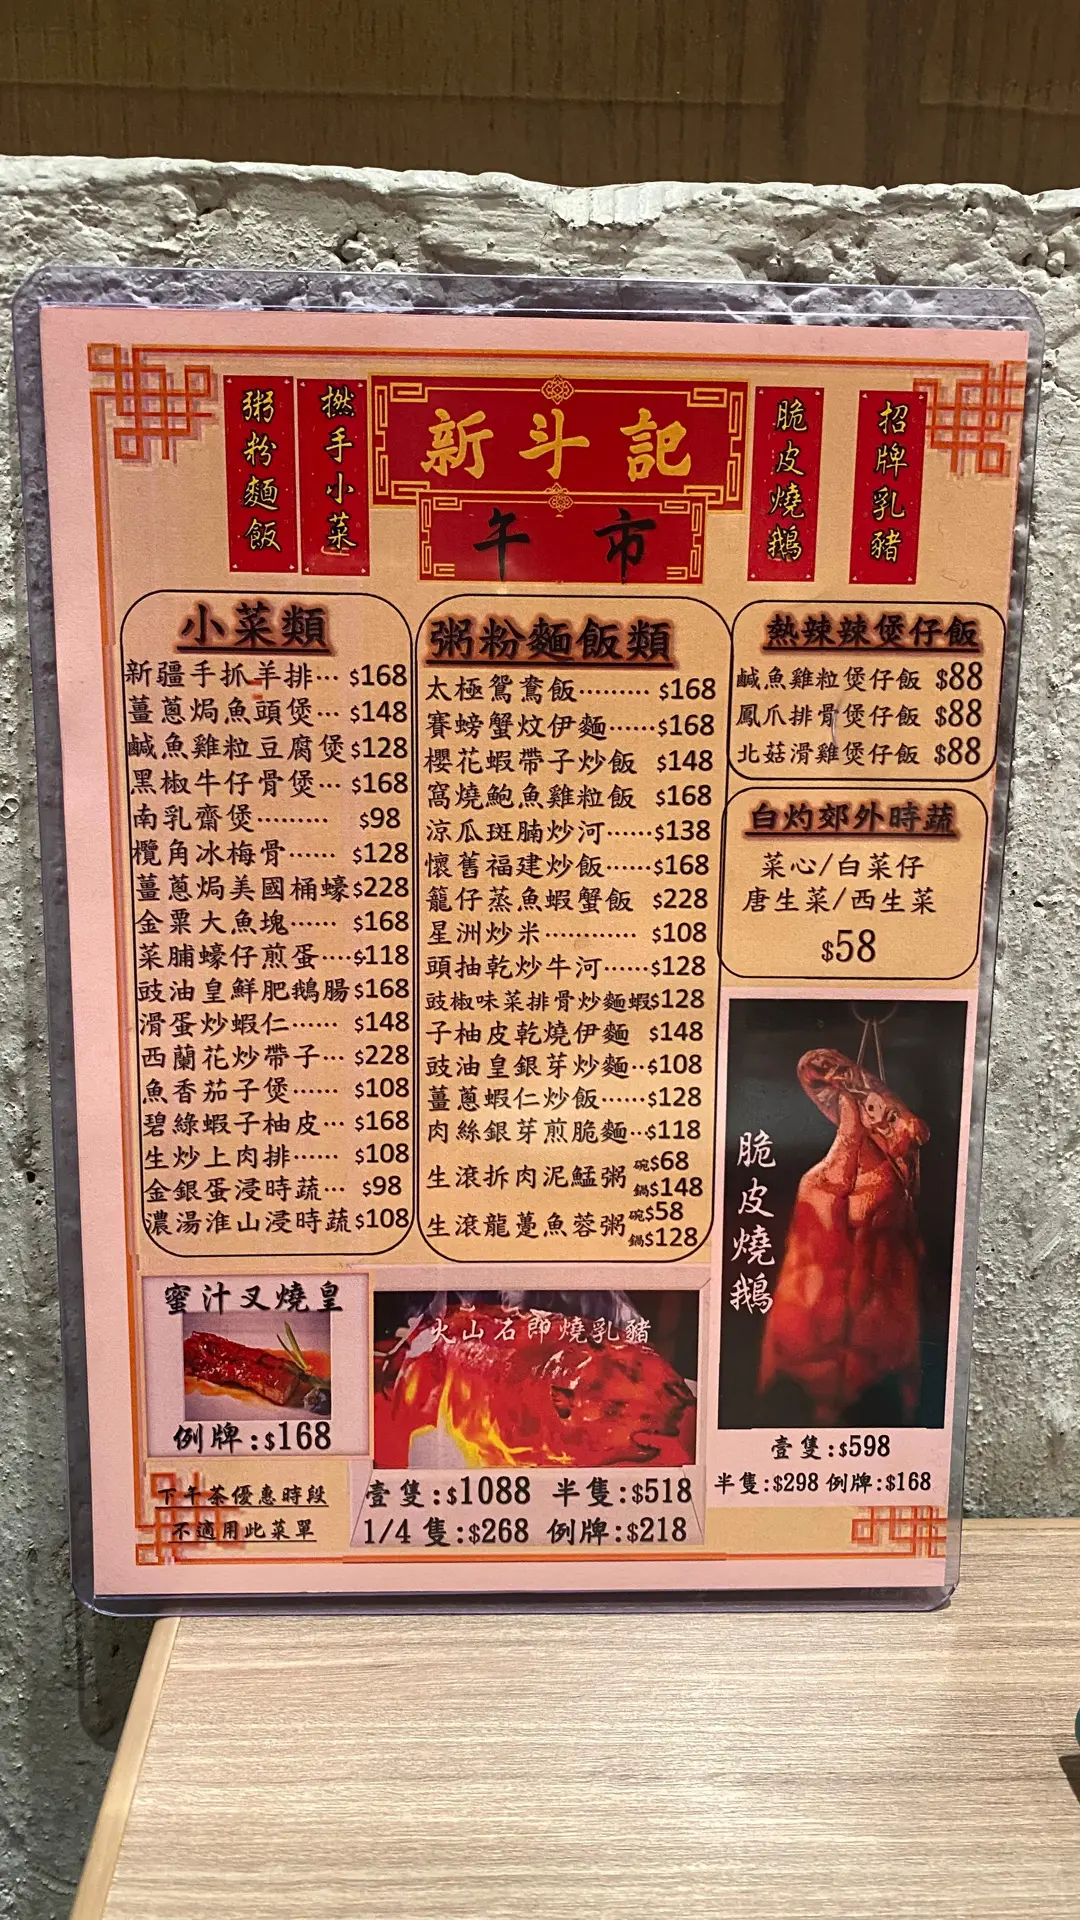 粥粉麵飯
撚手小菜
新斗記
午市
脆皮燒鵝
招牌乳豬
小菜類
新疆手抓羊排… $168
薑蔥焗魚頭煲… $148
鹹魚雞粒豆腐煲$128
黑椒牛仔骨煲… $168
南乳齋煲……… $98
欖角冰梅骨…… $128
薑蔥焗美國桶蠔$228
金粟大魚塊…… $168
菜脯蠔仔煎蛋…$118
豉油皇鮮肥鵝腸$168
滑蛋炒蝦仁…… $148
西蘭花炒帶子… $228
魚香茄子煲…… $108
碧綠蝦子柚皮… $168
生炒上肉排…… $108
金銀蛋浸時蔬… $98
濃湯淮山浸時蔬$108
粥粉麵飯類
太極鴛鴦飯……… $168
賽螃蟹炆伊麵……$168
櫻花蝦帶子炒飯 $148
窩燒鮑魚雞粒飯 $168
涼瓜斑腩炒河……$138
懷舊福建炒飯……$168
籠仔蒸魚蝦蟹飯 $228
星洲炒米………… $108
頭抽乾炒牛河……$128
豉椒味菜排骨炒麵$128
蝦子柚皮乾燒伊麵 $148
豉油皇銀芽炒麵…$108
薑蔥蝦仁炒飯……$128
肉絲銀芽煎脆麵…$118
生滾拆肉泥鯭粥 碗$68
鍋$148
生滾龍躉魚蓉粥 碗$58
鍋$128
熱辣辣煲仔飯
鹹魚雞粒煲仔飯 $88
鳳爪排骨煲仔飯 $88
北菇滑雞煲仔飯 $88
白灼郊外時蔬
菜心/白菜仔
唐生菜/西生菜
$58
脆皮燒鵝
壹隻:$598
半隻:$298 例牌:$168
蜜汁叉燒皇
例牌:$168
火山石即燒乳豬
壹隻:$1088 半隻:$518
1/4 隻:$268 例牌:$218
下午茶優惠時段
不適用此菜單